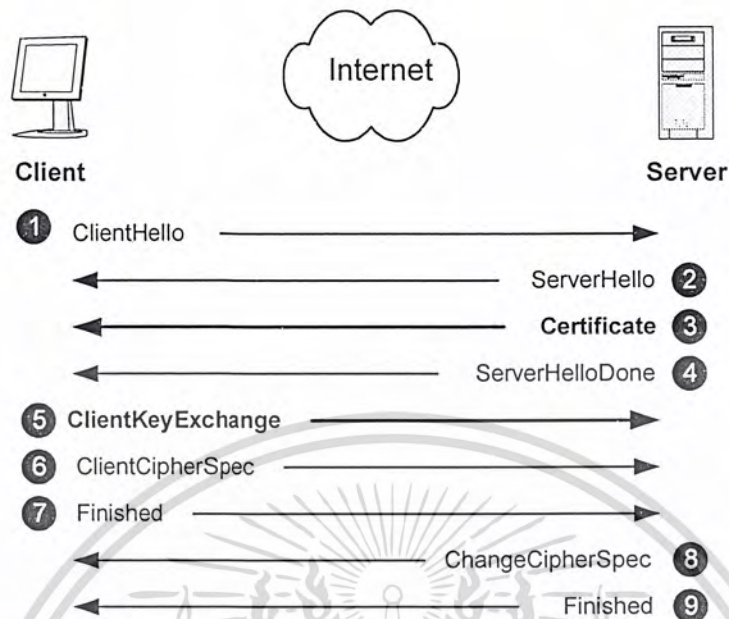 Internet
Client
Server
1 ClientHello
ServerHello 2
Certificate 3
ServerHelloDone 4
5 ClientKeyExchange
6 ClientCipherSpec
7 Finished
ChangeCipherSpec 8
Finished 9